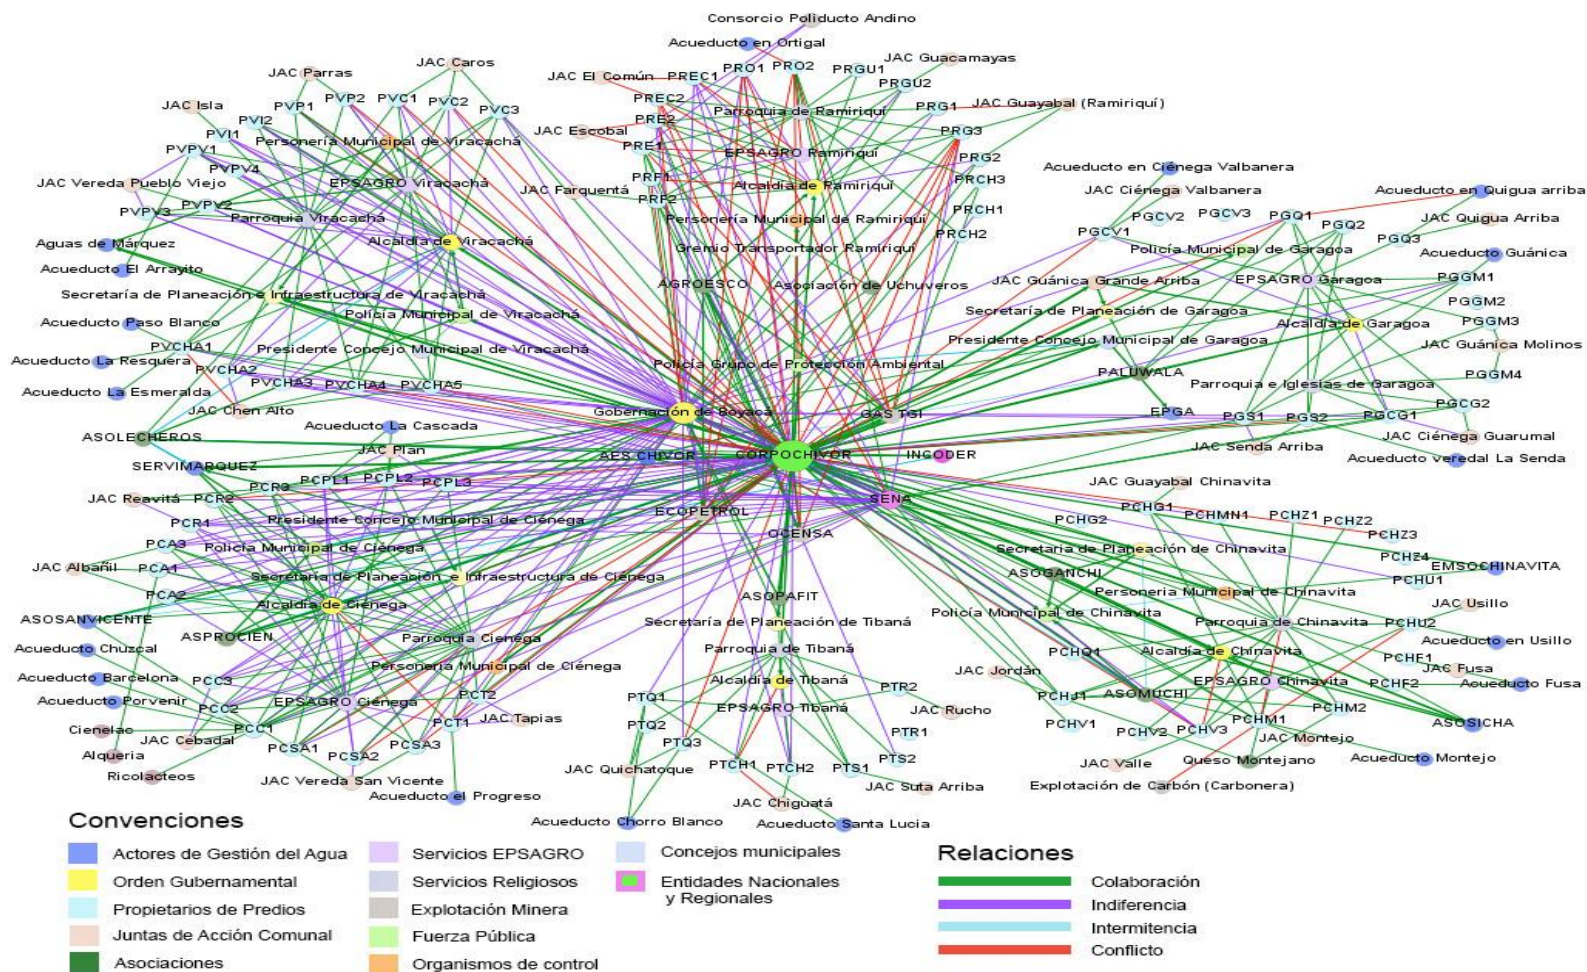 Consorcio Poliducto Andino
Acueducto en Ortigal
JAC Caros
JAC Guacamayas
JAC Parras
PRO1
PRO2
PRGU1
JAC El Común
PREC1
PRGU2
PVP1
PVP2
PVC1
PVC2
PVC3
JAC Isla
PREC2
PRG1
JAC Guayabal (Ramiriquí)
PVI2
Parroquia de Ramiriquí
PVI1
Personería Municipal de Viracachá
JAC Escobal
PRE2
PRG3
PVPV1
PRE1
EPSAGRO Ramiriquí
PRG2
Acueducto en Ciénega Valbanera
PVPV4
JAC Vereda Pueblo Viejo
EPSAGRO Viracachá
JAC Farquentá
PRF1
Alcaldía de Ramiriquí
PRCH3
JAC Ciénega Valbanera
Acueducto en Quigua arriba
PVPV3
PVPV2
Parroquia Viracachá
PRF2
PRCH1
PGCV2
PGCV3
PGQ1
JAC Quigua Arriba
Personería Municipal de Ramiriquí
PRCH2
PGCV1
PGQ2
PGQ3
Aguas de Márquez
Alcaldía de Viracachá
Gremio Transportador Ramiriquí
Policía Municipal de Garagoa
Acueducto Guánica
Acueducto El Arrayito
AGROESCO
Asociación de Uchuveros
JAC Guánica Grande Arriba
EPSAGRO Garagoa
PGGM1
Secretaría de Planeación e Infraestructura de Viracachá
Secretaría de Planeación de Garagoa
PGGM2
Policía Municipal de Viracachá
Acueducto Paso Blanco
Alcaldía de Garagoa
PGGM3
PVCHA1
Presidente Concejo Municipal de Viracachá
Presidente Concejo Municipal de Garagoa
JAC Guánica Molinos
Acueducto La Resquera
PVCHA2
Policía Grupo de Protección Ambiental
PALUWALA
PVCHA3
PVCHA4
PVCHA5
Parroquia e Iglesias de Garagoa
PGGM4
Acueducto La Esmeralda
JAC Chen Alto
Gobernación de Boyacá
GAS TGI
EPGA
PGS1
PGS2
PGCG1
PGCG2
Acueducto La Cascada
ASOLECHEROS
JAC Plan
JAC Senda Arriba
JAC Ciénega Guarumal
AES CHIVOR
CORPOCHIVOR
INCODER
Acueducto veredal La Senda
SERVIMARQUEZ
PCR3
PCPL1
PCPL2
PCPL3
JAC Guayabal Chinavita
JAC Reavitá
PCR2
SENA
PCR1
Presidente Concejo Municipal de Ciénega
ECOPETROL
PCHG2
PCHG1
PCHMN1
PCHZ1
PCHZ2
PCHZ3
PCA3
Policía Municipal de Ciénega
OCENSA
Secretaria de Planeación de Chinavita
PCHZ4
JAC Albañil
PCA1
Secretaría de Planeación e Infraestructura de Ciénega
ASOGANCHI
EMSOCHINAVITA
PCHU1
PCA2
ASOPAFIT
Personería Municipal de Chinavita
Alcaldía de Ciénega
Policía Municipal de Chinavita
JAC Usillo
ASOSANVICENTE
Secretaría de Planeación de Tibaná
Parroquia de Chinavita
PCHU2
ASPROCIEN
Parroquia Ciénega
Parroquia de Tibaná
PCHQ1
Alcaldía de Chinavita
Acueducto en Usillo
Acueducto Chuzcal
PCHF1
Personería Municipal de Ciénega
JAC Jordán
JAC Fusa
Acueducto Barcelona
PCC3
Alcaldía de Tibaná
EPSAGRO Chinavita
PCHF2
Acueducto Fusa
Acueducto Porvenir
EPSAGRO Ciénega
PCT2
PTQ1
PTR2
PCHJ1
ASOMUCHI
PCC2
EPSAGRO Tibaná
JAC Rucho
PCHM2
Cienelac
PCC1
PCT1
JAC Tapias
PTQ2
PTR1
PCHV1
PCHV2
PCHV3
PCHM1
ASOSICHA
JAC Cebadal
PCSA1
PCSA3
PTQ3
JAC Montejo
Alqueria
PCSA2
PTCH1
PTCH2
PTS1
PTS2
JAC Valle
Queso Montejano
Acueducto Montejo
Ricolacteos
JAC Vereda San Vicente
JAC Quichatoque
JAC Suta Arriba
Explotación de Carbón (Carbonera)
Acueducto el Progreso
JAC Chiguatá
Acueducto Chorro Blanco
Acueducto Santa Lucia
Convenciones
Actores de Gestión del Agua
Orden Gubernamental
Propietarios de Predios
Juntas de Acción Comunal
Asociaciones
Servicios EPSAGRO
Servicios Religiosos
Explotación Minera
Fuerza Pública
Organismos de control
Concejos municipales
Entidades Nacionales
y Regionales
Relaciones
Colaboración
Indiferencia
Intermitencia
Conflicto